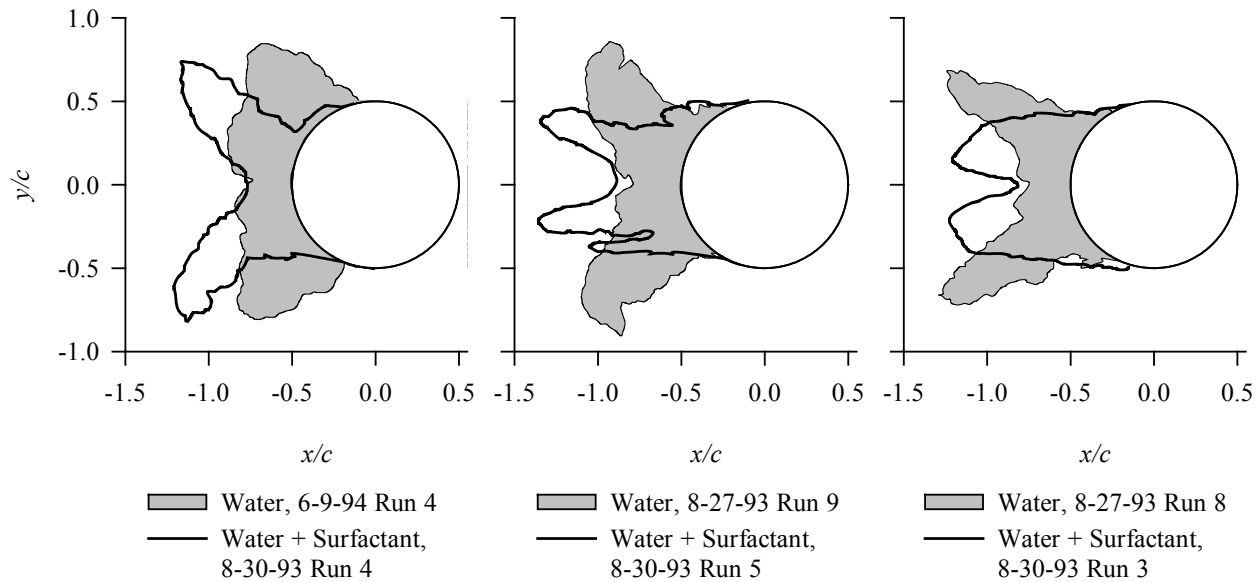 1.0
0.5
0.0
-0.5
-1.0
y/c
-1.5 -1.0 -0.5 0.0 0.5
-1.5 -1.0 -0.5 0.0 0.5
-1.5 -1.0 -0.5 0.0 0.5
x/c
x/c
x/c
Water, 6-9-94 Run 4
Water + Surfactant,
8-30-93 Run 4
Water, 8-27-93 Run 9
Water + Surfactant,
8-30-93 Run 5
Water, 8-27-93 Run 8
Water + Surfactant,
8-30-93 Run 3